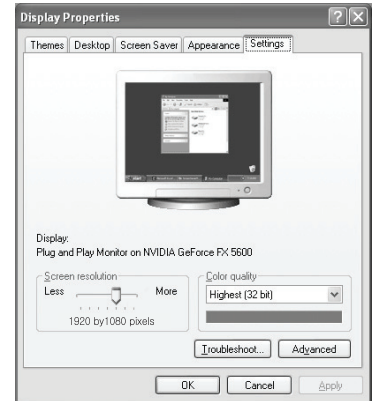 Display Properties
Themes Desktop Screen Saver Appearance Settings
Display:
Plug and Play Monitor on NVIDIA GeForce FX 5600
Screen resolution
Less More
1920 by1080 pixels
Color quality
Highest (32 bit)
Troubleshoot... Advanced
OK Cancel Apply